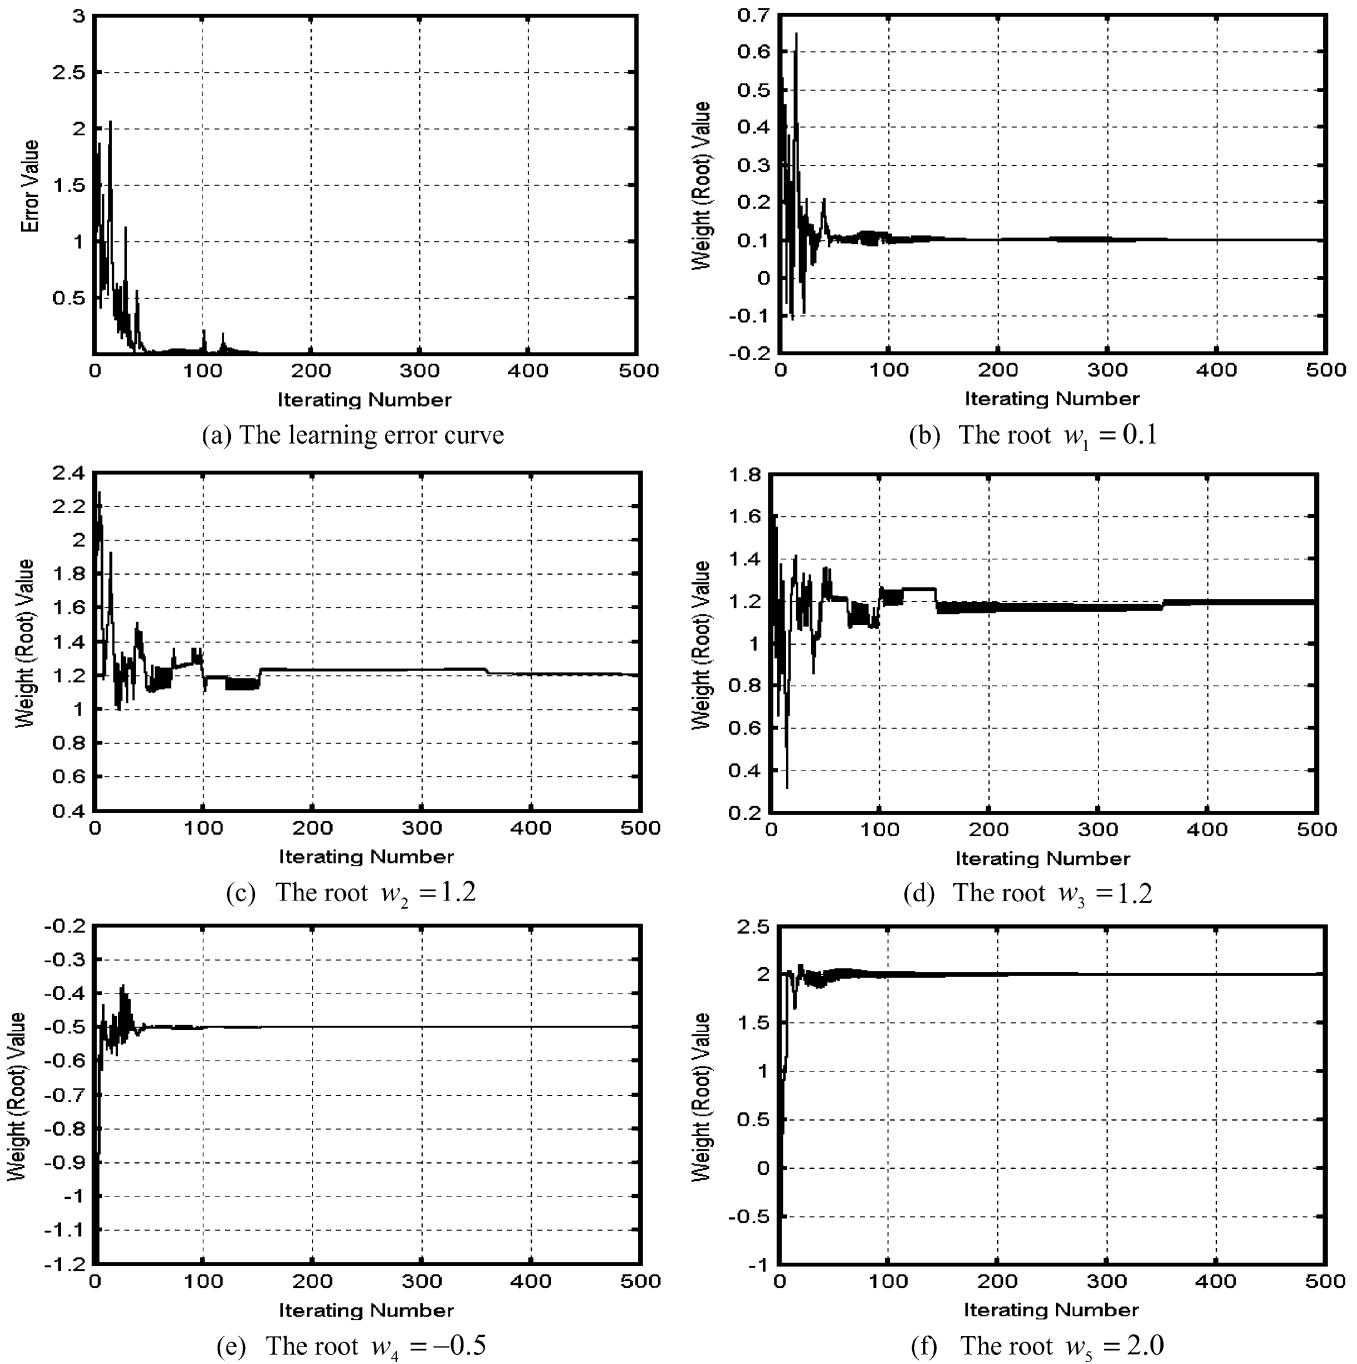 3
2.5
2
1.5
1
0.5
Error Value
0 100 200 300 400 500
Iterating Number
(a) The learning error curve
0.7
0.6
0.5
0.4
0.3
0.2
0.1
0
-0.1
-0.2
Weight (Root) Value
0 100 200 300 400 500
Iterating Number
(b) The root w₁ = 0.1
2.4
2.2
2
1.8
1.6
1.4
1.2
1
0.8
0.6
0.4
Weight (Root) Value
0 100 200 300 400 500
Iterating Number
(c) The root w₂ = 1.2
1.8
1.6
1.4
1.2
1
0.8
0.6
0.4
0.2
Weight (Root) Value
0 100 200 300 400 500
Iterating Number
(d) The root w₃ = 1.2
-0.2
-0.3
-0.4
-0.5
-0.6
-0.7
-0.8
-0.9
-1
-1.1
-1.2
Weight (Root) Value
0 100 200 300 400 500
Iterating Number
(e) The root w₄ = −0.5
2.5
2
1.5
1
0.5
0
-0.5
-1
Weight (Root) Value
0 100 200 300 400 500
Iterating Number
(f) The root w₅ = 2.0